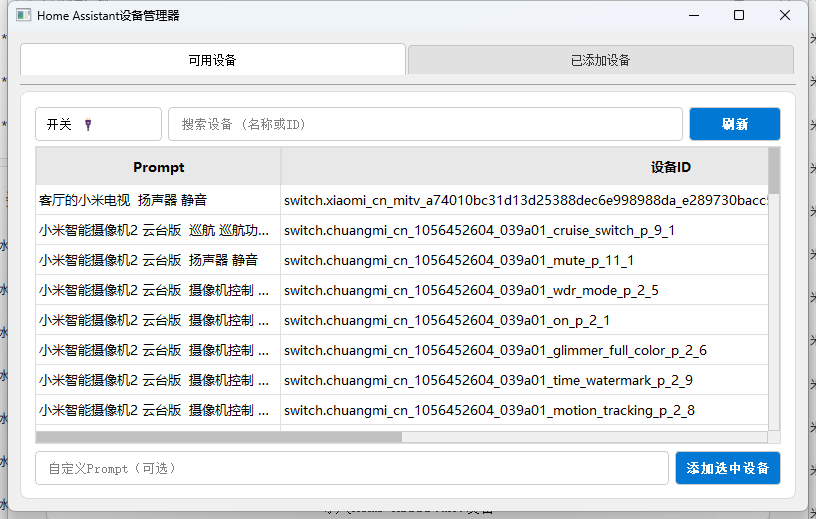 Home Assistant设备管理器
可用设备 已添加设备
开关 搜索设备（名称或ID） 刷新
Prompt 设备ID
客厅的小米电视 扬声器 静音 switch.xiaomi_cn_mitv_a74010bc31d13d25388dec6e998988da_e289730bacc
小米智能摄像机2 云台版 巡航 巡航功... switch.chuangmi_cn_1056452604_039a01_cruise_switch_p_9_1
小米智能摄像机2 云台版 扬声器 静音 switch.chuangmi_cn_1056452604_039a01_mute_p_11_1
小米智能摄像机2 云台版 摄像机控制 ... switch.chuangmi_cn_1056452604_039a01_wdr_mode_p_2_5
小米智能摄像机2 云台版 摄像机控制 ... switch.chuangmi_cn_1056452604_039a01_on_p_2_1
小米智能摄像机2 云台版 摄像机控制 ... switch.chuangmi_cn_1056452604_039a01_glimmer_full_color_p_2_6
小米智能摄像机2 云台版 摄像机控制 ... switch.chuangmi_cn_1056452604_039a01_time_watermark_p_2_9
小米智能摄像机2 云台版 摄像机控制 ... switch.chuangmi_cn_1056452604_039a01_motion_tracking_p_2_8
自定义Prompt（可选） 添加选中设备